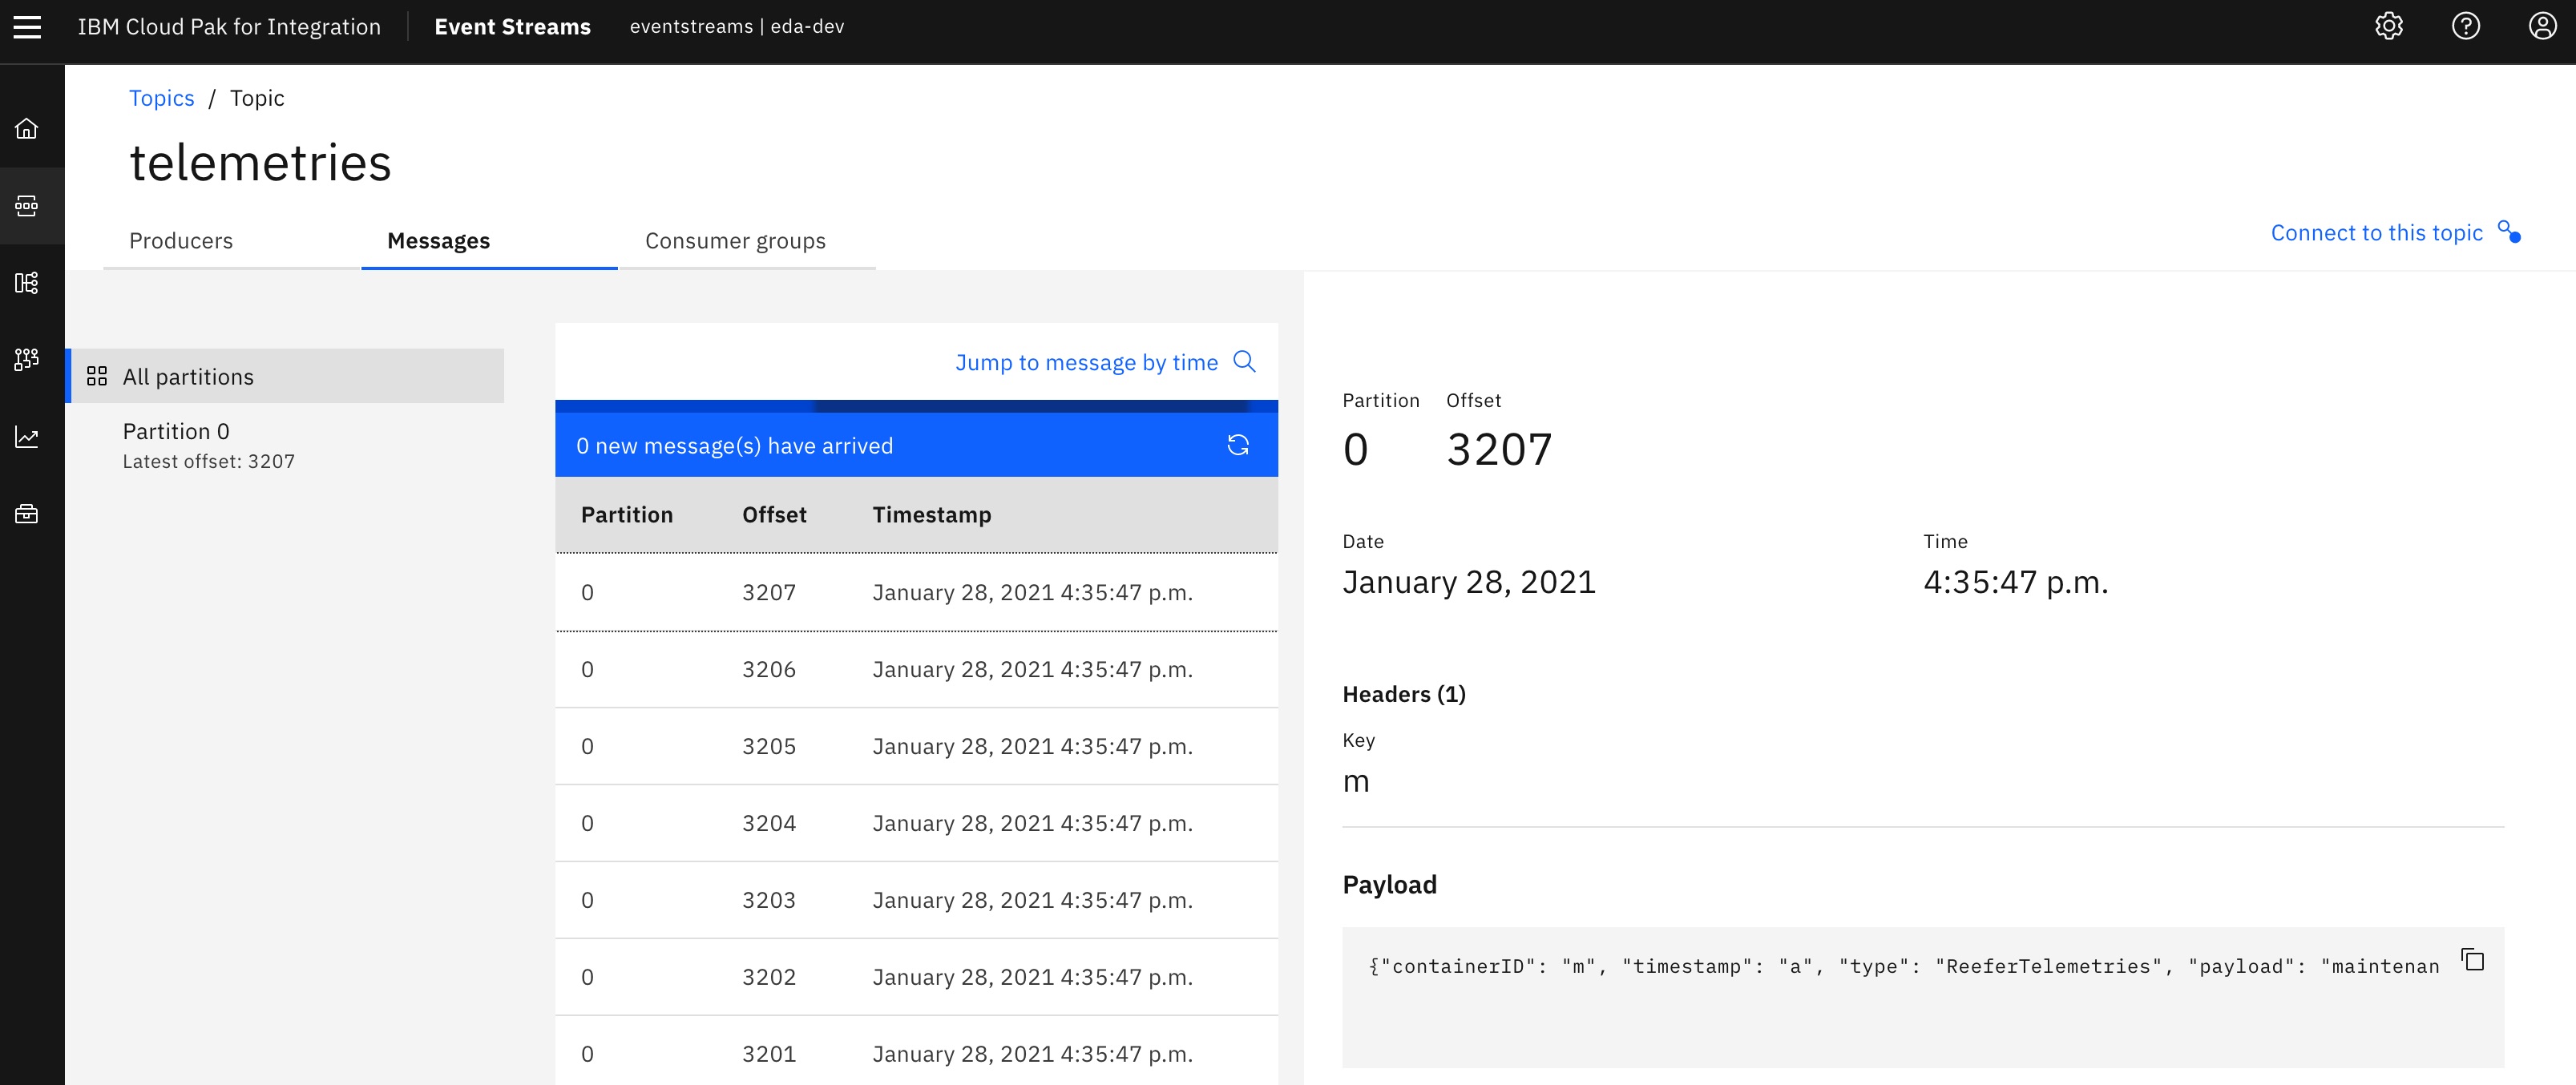 IBM Cloud Pak for Integration
Event Streams
eventstreams | eda-dev
Topics / Topic
telemetries
Producers
Messages
Consumer groups
Connect to this topic
All partitions
Partition 0
Latest offset: 3207
Jump to message by time
0 new message(s) have arrived
Partition Offset Timestamp
0 3207 January 28, 2021 4:35:47 p.m.
0 3206 January 28, 2021 4:35:47 p.m.
0 3205 January 28, 2021 4:35:47 p.m.
0 3204 January 28, 2021 4:35:47 p.m.
0 3203 January 28, 2021 4:35:47 p.m.
0 3202 January 28, 2021 4:35:47 p.m.
0 3201 January 28, 2021 4:35:47 p.m.
Partition Offset
0 3207
Date Time
January 28, 2021 4:35:47 p.m.
Headers (1)
Key
m
Payload
{"containerID": "m", "timestamp": "a", "type": "ReeferTelemetries", "payload": "maintenan